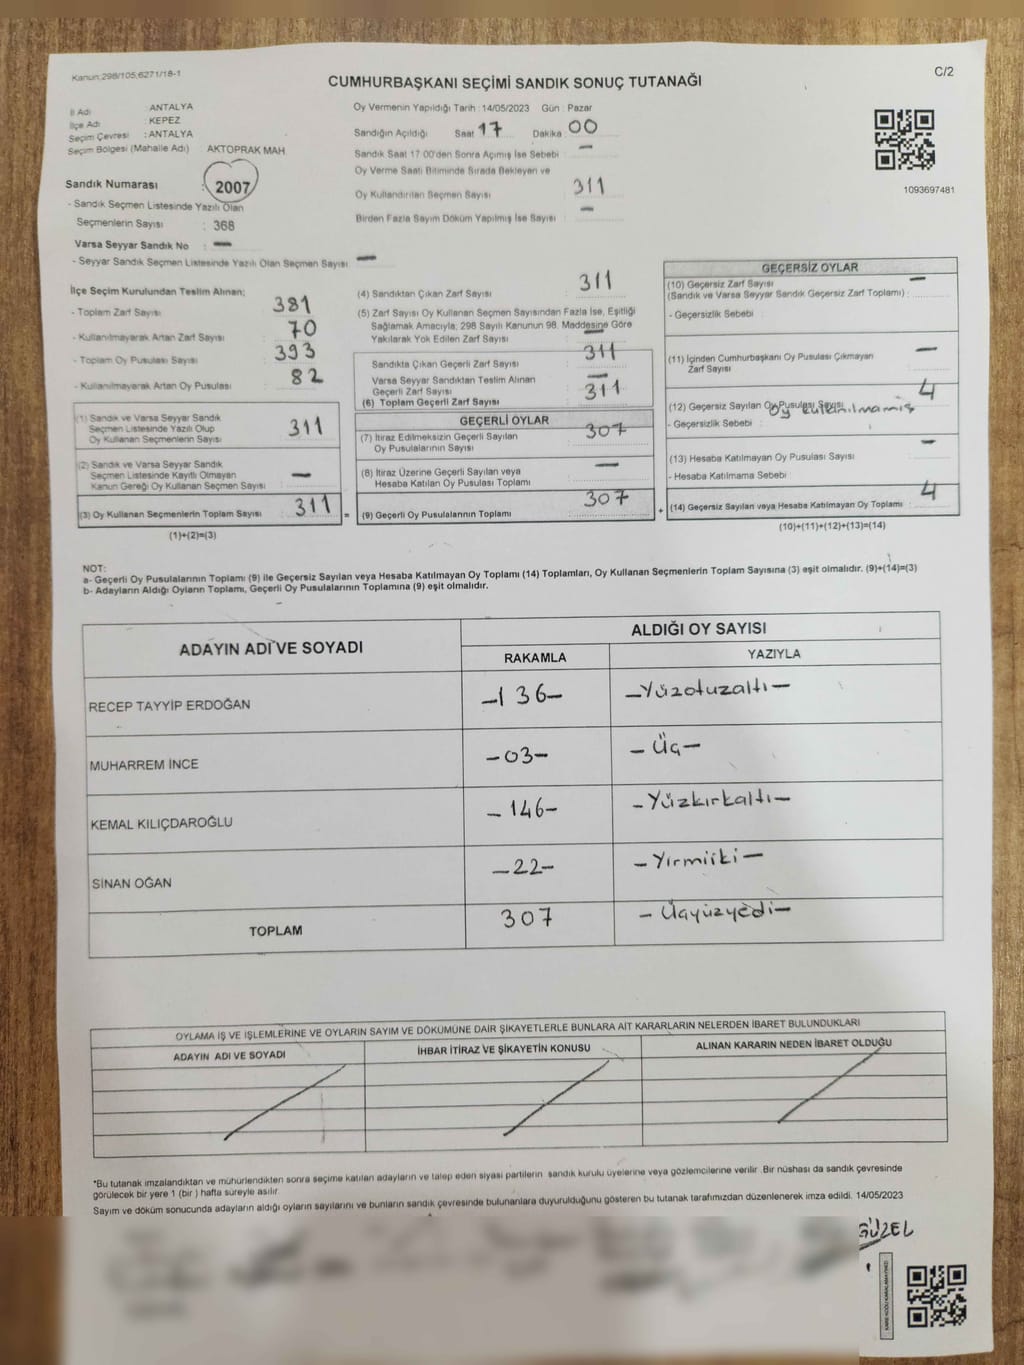 Kanun:298/105;6271/18-1
C/2
CUMHURBAŞKANI SEÇİMİ SANDIK SONUÇ TUTANAĞI
İl Adı : ANTALYA
İlçe Adı : KEPEZ
Seçim Çevresi : ANTALYA
Seçim Bölgesi (Mahalle Adı) AKTOPRAK MAH.
Sandık Numarası : 2007
- Sandık Seçmen Listesinde Yazılı Olan
Seçmenlerin Sayısı : 368
Varsa Seyyar Sandık No : —
- Seyyar Sandık Seçmen Listesinde Yazılı Olan Seçmen Sayısı : —
Oy Vermenin Yapıldığı Tarih : 14/05/2023 Gün : Pazar
Sandığın Açıldığı Saat 17 Dakika 00
Sandık Saat 17 00'den Sonra Açımış İse Sebebi : —
Oy Verme Saati Bitiminde Sırada Bekleyen ve
Oy Kullandırılan Seçmen Sayısı : 311
Birden Fazla Sayım Döküm Yapılmış İse Sayısı : —
1093697481
İlçe Seçim Kurulundan Teslim Alınan;
- Toplam Zarf Sayısı : 381
- Kullanılmayarak Artan Zarf Sayısı : 70
- Toplam Oy Pusulası Sayısı : 393
- Kullanılmayarak Artan Oy Pusulası : 82
(1) Sandık ve Varsa Seyyar Sandık
Seçmen Listesinde Yazılı Olup
Oy Kullanan Seçmenlerin Sayısı : 311
(2) Sandık ve Varsa Seyyar Sandık
Seçmen Listesinde Kayıtlı Olmayan
Kanun Gereği Oy Kullanan Seçmen Sayısı : —
(3) Oy Kullanan Seçmenlerin Toplam Sayısı : 311 =
(1)+(2)=(3)
(4) Sandıktan Çıkan Zarf Sayısı : 311
(5) Zarf Sayısı Oy Kullanan Seçmen Sayısından Fazla İse, Eşitliği
Sağlamak Amacıyla; 298 Sayılı Kanunun 98. Maddesine Göre
Yakılarak Yok Edilen Zarf Sayısı : —
Sandıkta Çıkan Geçerli Zarf Sayısı : 311
Varsa Seyyar Sandıktan Teslim Alınan
Geçerli Zarf Sayısı : —
(6) Toplam Geçerli Zarf Sayısı : 311
GEÇERLİ OYLAR
(7) İtiraz Edilmeksizin Geçerli Sayılan
Oy Pusulalarının Sayısı : 307
(8) İtiraz Üzerine Geçerli Sayılan veya
Hesaba Katılan Oy Pusulası Toplamı : —
(9) Geçerli Oy Pusulalarının Toplamı : 307 +
GEÇERSİZ OYLAR
(10) Geçersiz Zarf Sayısı
(Sandık ve Varsa Seyyar Sandık Geçersiz Zarf Toplamı) : —
- Geçersizlik Sebebi :
(11) İçinden Cumhurbaşkanı Oy Pusulası Çıkmayan
Zarf Sayısı : —
(12) Geçersiz Sayılan Oy Pusulası Sayısı : 4
- Geçersizlik Sebebi : Oy kullanılmamış
(13) Hesaba Katılmayan Oy Pusulası Sayısı : —
- Hesaba Katılmama Sebebi :
(14) Geçersiz Sayılan veya Hesaba Katılmayan Oy Toplamı : 4
(10)+(11)+(12)+(13)=(14)
NOT:
a- Geçerli Oy Pusulalarının Toplamı (9) ile Geçersiz Sayılan veya Hesaba Katılmayan Oy Toplamı (14) Toplamları, Oy Kullanan Seçmenlerin Toplam Sayısına (3) eşit olmalıdır. (9)+(14)=(3)
b- Adayların Aldığı Oyların Toplamı, Geçerli Oy Pusulalarının Toplamına (9) eşit olmalıdır.
ADAYIN ADI VE SOYADI
ALDIĞI OY SAYISI
RAKAMLA YAZIYLA
RECEP TAYYİP ERDOĞAN -136- -Yüzotuzaltı-
MUHARREM İNCE -03- -Üç-
KEMAL KILIÇDAROĞLU -146- -Yüzkırkaltı-
SİNAN OĞAN -22- -Yirmiiki-
TOPLAM 307 -Üçyüzyedi-
OYLAMA İŞ VE İŞLEMLERİNE VE OYLARIN SAYIM VE DÖKÜMÜNE DAİR ŞİKAYETLERLE BUNLARA AİT KARARLARIN NELERDEN İBARET BULUNDUKLARI
ADAYIN ADI VE SOYADI İHBAR İTİRAZ VE ŞİKAYETİN KONUSU ALINAN KARARIN NEDEN İBARET OLDUĞU
*Bu tutanak imzalandıktan ve mühürlendikten sonra seçime katılan adayların ve talep eden siyasi partilerin sandık kurulu üyelerine veya gözlemcilerine verilir. Bir nüshası da sandık çevresinde
görülecek bir yere 1 (bir) hafta süreyle asılır.
Sayım ve döküm sonucunda adayların aldığı oyların sayılarını ve bunların sandık çevresinde bulunanlara duyurulduğunu gösteren bu tutanak tarafımızdan düzenlenerek imza edildi. 14/05/2023
GÜZEL